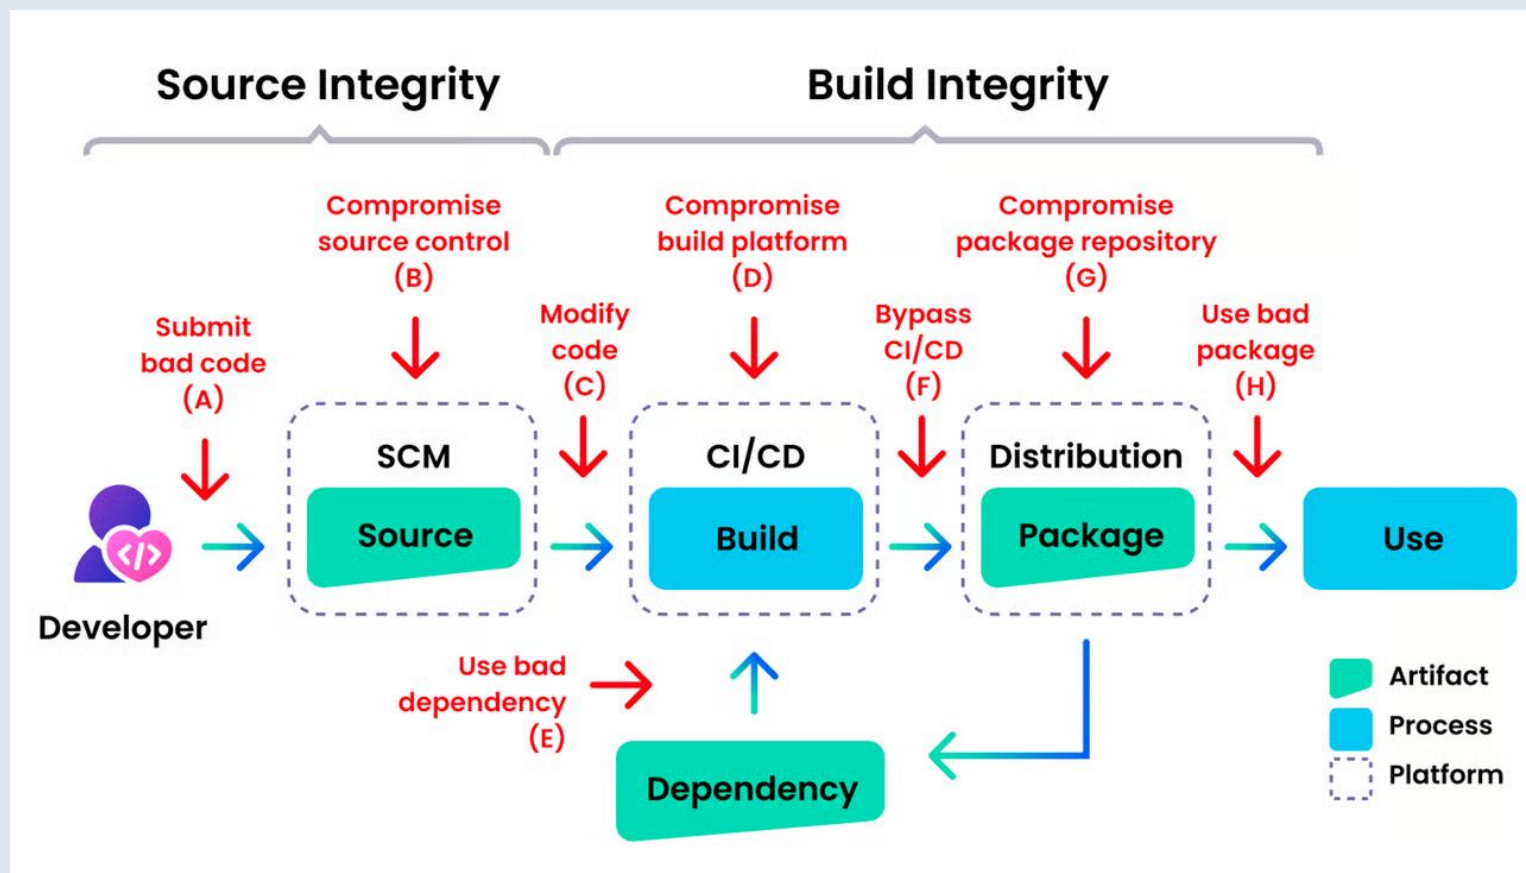 Source Integrity
Build Integrity
Compromise
source control
(B)
Compromise
build platform
(D)
Compromise
package repository
(G)
Submit
bad code
(A)
Modify
code
(C)
Bypass
CI/CD
(F)
Use bad
package
(H)
SCM
Source
CI/CD
Build
Distribution
Package
Use
Developer
Use bad
dependency
(E)
Dependency
Artifact
Process
Platform